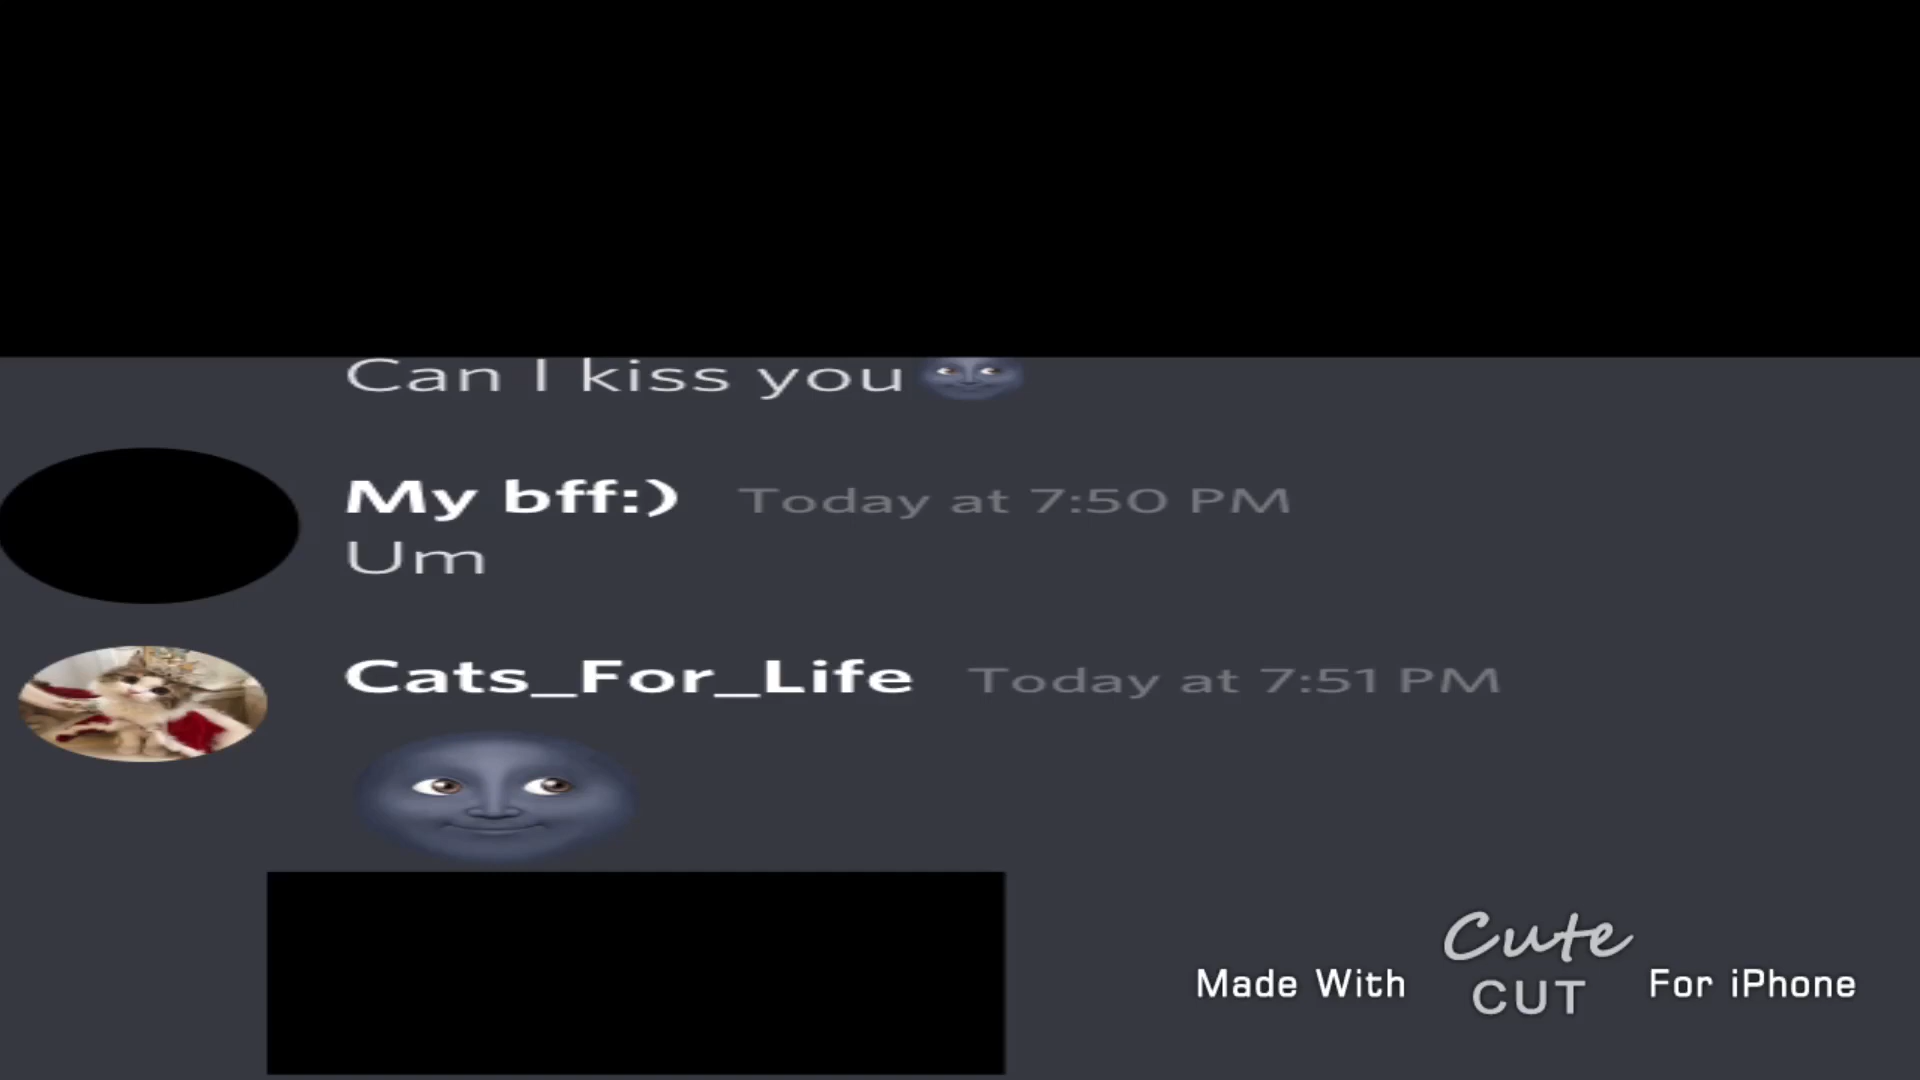 Can I kiss you🌚
My bff:) Today at 7:50 PM
Um
Cats_For_Life Today at 7:51 PM
🌚
Made With Cute CUT For iPhone